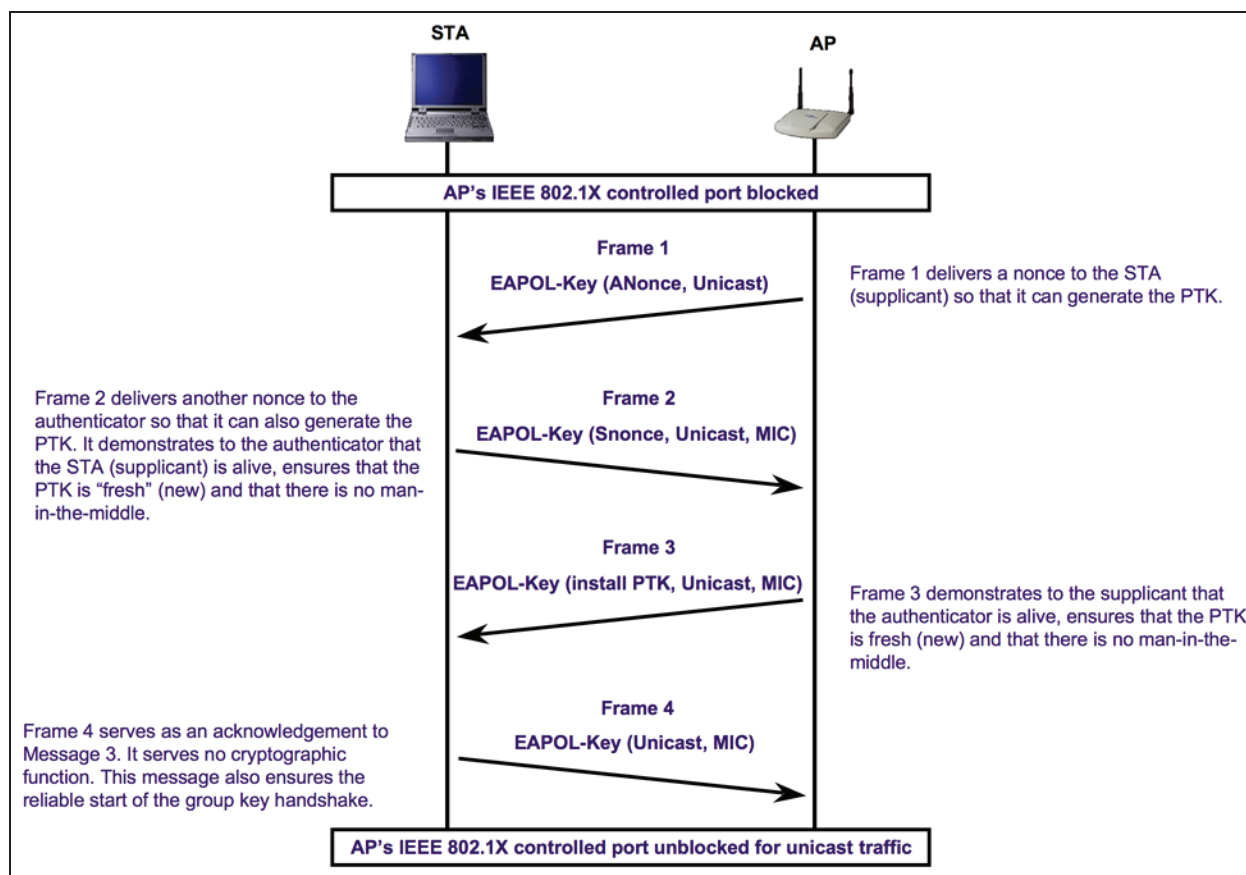 STA
AP
AP's IEEE 802.1X controlled port blocked
Frame 1
EAPOL-Key (ANonce, Unicast)
Frame 1 delivers a nonce to the STA
(supplicant) so that it can generate the PTK.
Frame 2 delivers another nonce to the
authenticator so that it can also generate the
PTK. It demonstrates to the authenticator that
the STA (supplicant) is alive, ensures that the
PTK is “fresh” (new) and that there is no man-
in-the-middle.
Frame 2
EAPOL-Key (Snonce, Unicast, MIC)
Frame 3
EAPOL-Key (install PTK, Unicast, MIC)
Frame 3 demonstrates to the supplicant that
the authenticator is alive, ensures that the PTK
is fresh (new) and that there is no man-in-the-
middle.
Frame 4 serves as an acknowledgement to
Message 3. It serves no cryptographic
function. This message also ensures the
reliable start of the group key handshake.
Frame 4
EAPOL-Key (Unicast, MIC)
AP's IEEE 802.1X controlled port unblocked for unicast traffic